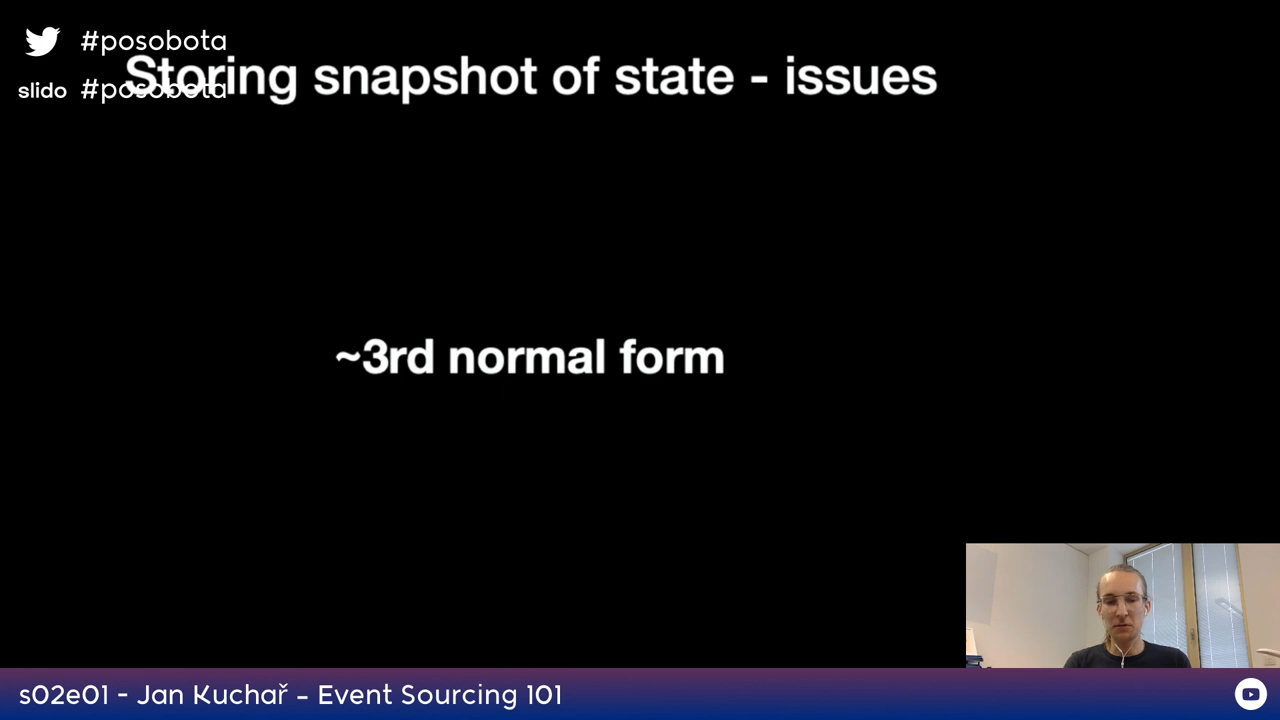 #posobota
Storing snapshot of state - issues
slido #posobota
~3rd normal form
s02e01 - Jan Kuchař - Event Sourcing 101